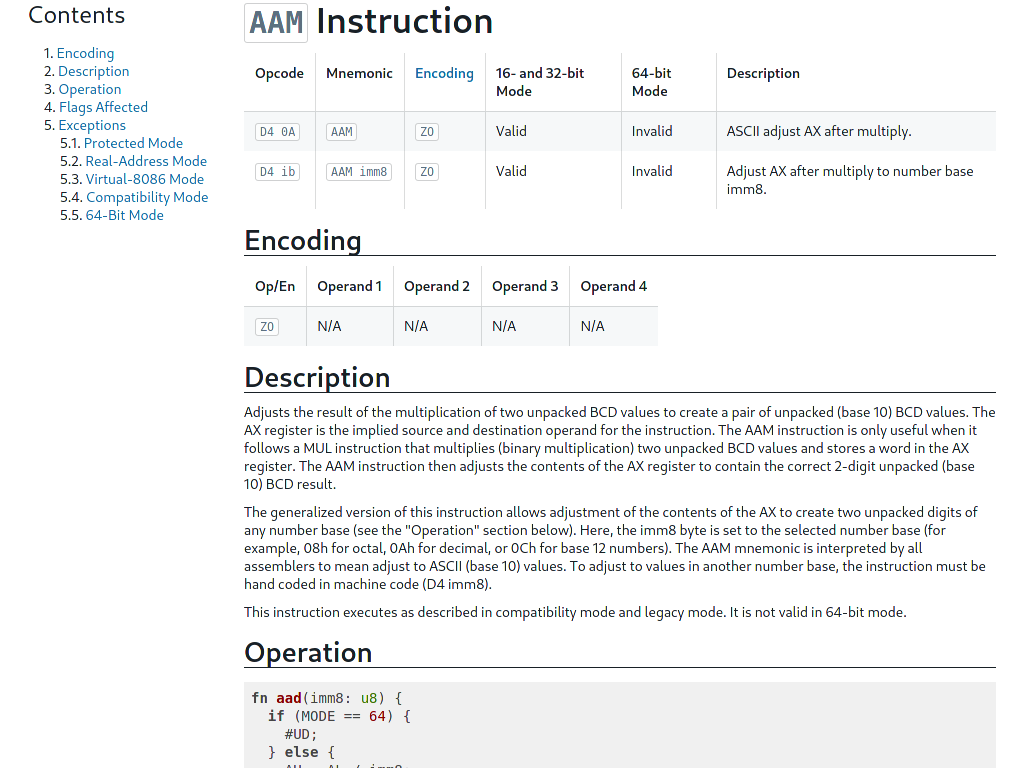 Contents
1. Encoding
2. Description
3. Operation
4. Flags Affected
5. Exceptions
5.1. Protected Mode
5.2. Real-Address Mode
5.3. Virtual-8086 Mode
5.4. Compatibility Mode
5.5. 64-Bit Mode
AAM Instruction
Opcode Mnemonic Encoding 16- and 32-bit Mode 64-bit Mode Description
D4 0A AAM ZO Valid Invalid ASCII adjust AX after multiply.
D4 ib AAM imm8 ZO Valid Invalid Adjust AX after multiply to number base
imm8.
Encoding
Op/En Operand 1 Operand 2 Operand 3 Operand 4
ZO N/A N/A N/A N/A
Description
Adjusts the result of the multiplication of two unpacked BCD values to create a pair of unpacked (base 10) BCD values. The
AX register is the implied source and destination operand for the instruction. The AAM instruction is only useful when it
follows a MUL instruction that multiplies (binary multiplication) two unpacked BCD values and stores a word in the AX
register. The AAM instruction then adjusts the contents of the AX register to contain the correct 2-digit unpacked (base
10) BCD result.
The generalized version of this instruction allows adjustment of the contents of the AX to create two unpacked digits of
any number base (see the "Operation" section below). Here, the imm8 byte is set to the selected number base (for
example, 08h for octal, 0Ah for decimal, or 0Ch for base 12 numbers). The AAM mnemonic is interpreted by all
assemblers to mean adjust to ASCII (base 10) values. To adjust to values in another number base, the instruction must be
hand coded in machine code (D4 imm8).
This instruction executes as described in compatibility mode and legacy mode. It is not valid in 64-bit mode.
Operation
fn aad(imm8: u8) {
if (MODE == 64) {
#UD;
} else {